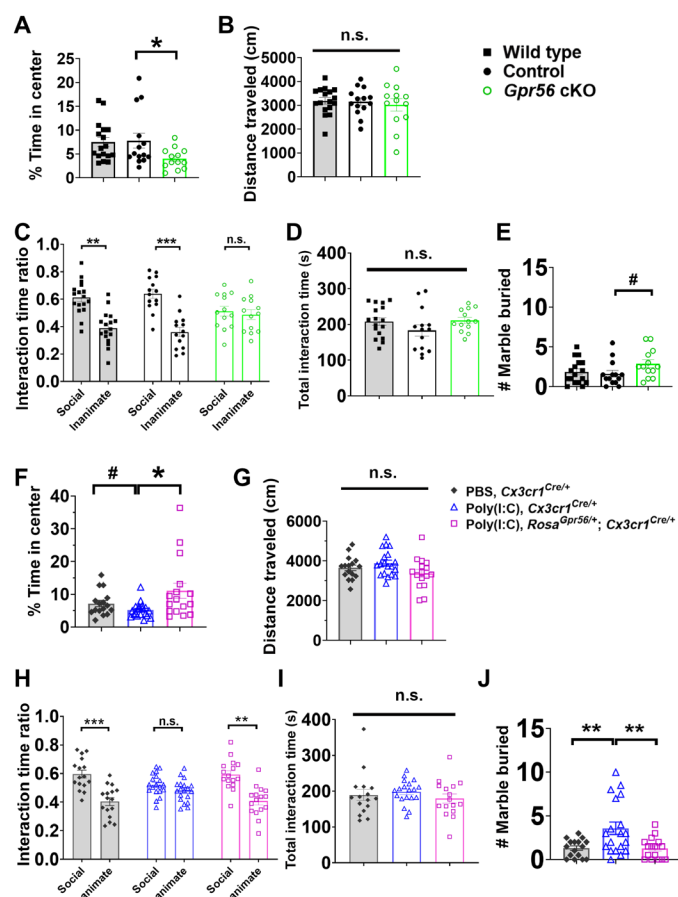 A
% Time in center
25
20
15
10
5
0
*
B
Distance traveled (cm)
6000
5000
4000
3000
2000
1000
0
n.s.
Wild type
Control
Gpr56 cKO
C
Interaction time ratio
1.0
0.8
0.6
0.4
0.2
0.0
**
***
n.s.
Social
Inanimate
Social
Inanimate
Social
Inanimate
D
Total interaction time (s)
400
300
200
100
0
n.s.
E
# Marble buried
15
10
5
0
#
F
% Time in center
40
30
20
10
0
#
*
G
Distance traveled (cm)
6000
4000
2000
0
n.s.
PBS, Cx3cr1Cre/+
Poly(I:C), Cx3cr1Cre/+
Poly(I:C), RosaGpr56/+; Cx3cr1Cre/+
H
Interaction time ratio
1.0
0.8
0.6
0.4
0.2
0.0
***
n.s.
**
Social
Inanimate
Social
Inanimate
Social
Inanimate
I
Total interaction time (s)
400
300
200
100
0
n.s.
J
# Marble buried
15
10
5
0
**
**